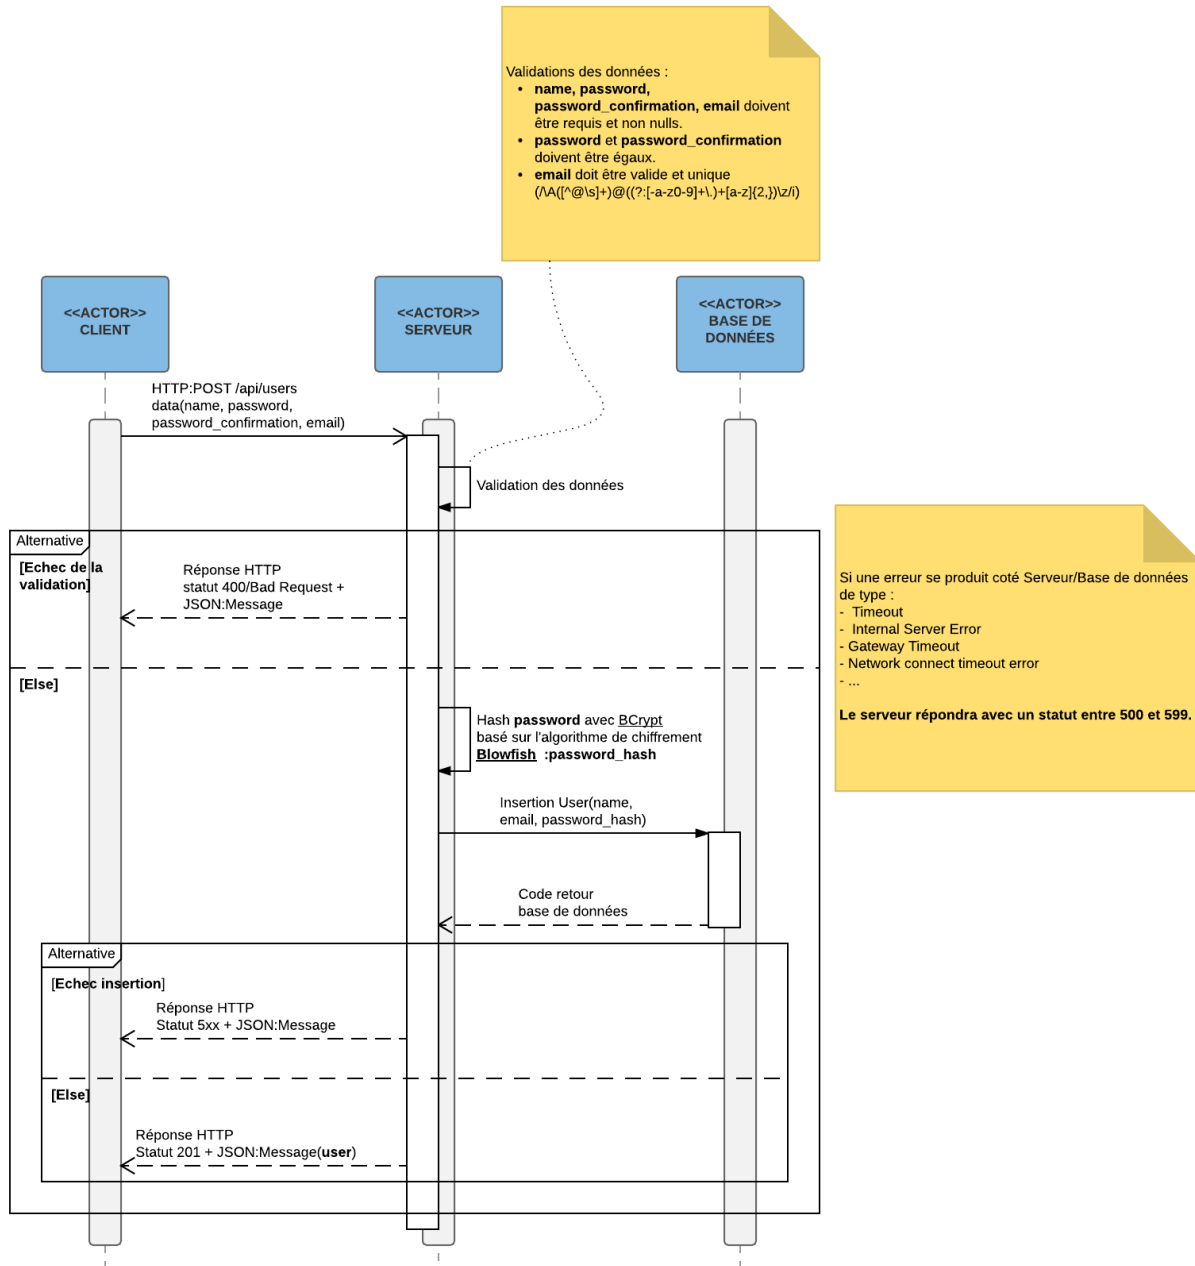 Validations des données :
• name, password,
password_confirmation, email doivent
être requis et non nulls.
• password et password_confirmation
doivent être égaux.
• email doit être valide et unique
(/\A([^@\s]+)@((?:[-a-z0-9]+\.)+[a-z]{2,})\z/i)
<<ACTOR>>
CLIENT
<<ACTOR>>
SERVEUR
<<ACTOR>>
BASE DE
DONNÉES
HTTP:POST /api/users
data(name, password,
password_confirmation, email)
Validation des données
Alternative
[Echec de la
validation]
Réponse HTTP
statut 400/Bad Request +
JSON:Message
Si une erreur se produit coté Serveur/Base de données
de type :
- Timeout
- Internal Server Error
- Gateway Timeout
- Network connect timeout error
- ...
Le serveur répondra avec un statut entre 500 et 599.
[Else]
Hash password avec BCrypt
basé sur l'algorithme de chiffrement
Blowfish :password_hash
Insertion User(name,
email, password_hash)
Code retour
base de données
Alternative
[Echec insertion]
Réponse HTTP
Statut 5xx + JSON:Message
[Else]
Réponse HTTP
Statut 201 + JSON:Message(user)